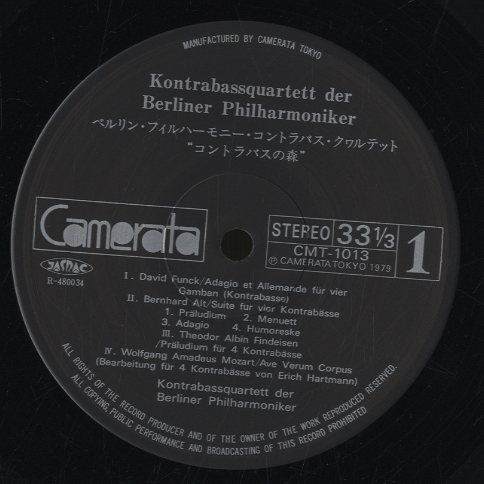 MANUFACTURED BY CAMERATA TOKYO
Kontrabassquartett der
Berliner Philharmoniker
ベルリン・フィルハーモニー・コントラバス・クヮルテット
“コントラバスの森”
Camerata
JASRAC
R-480034
STEREO 33 1/3
CMT-1013
Ⓟ CAMERATA TOKYO 1979
1
I. David Funck/Adagio et Allemande für vier
Gamban (Kontrabasse)
II. Bernhard Alt/Suite für vier Kontrabässe
1. Präludium 2. Menuett
3. Adagio 4. Humoreske
III. Theodor Albin Findeisen
/Präludium für 4 Kontrabässe
IV. Wolfgang Amadeus Mozart/Ave Verum Corpus
(Bearbeitung für 4 Kontrabässe von Erich Hartmann)
Kontrabassquartett der
Berliner Philharmoniker
ALL RIGHTS OF THE RECORD PRODUCER AND OF THE OWNER OF THE WORK REPRODUCED RESERVED.
ALL COPYING, PUBLIC PERFORMANCE AND BROADCASTING OF THIS RECORD PROHIBITED